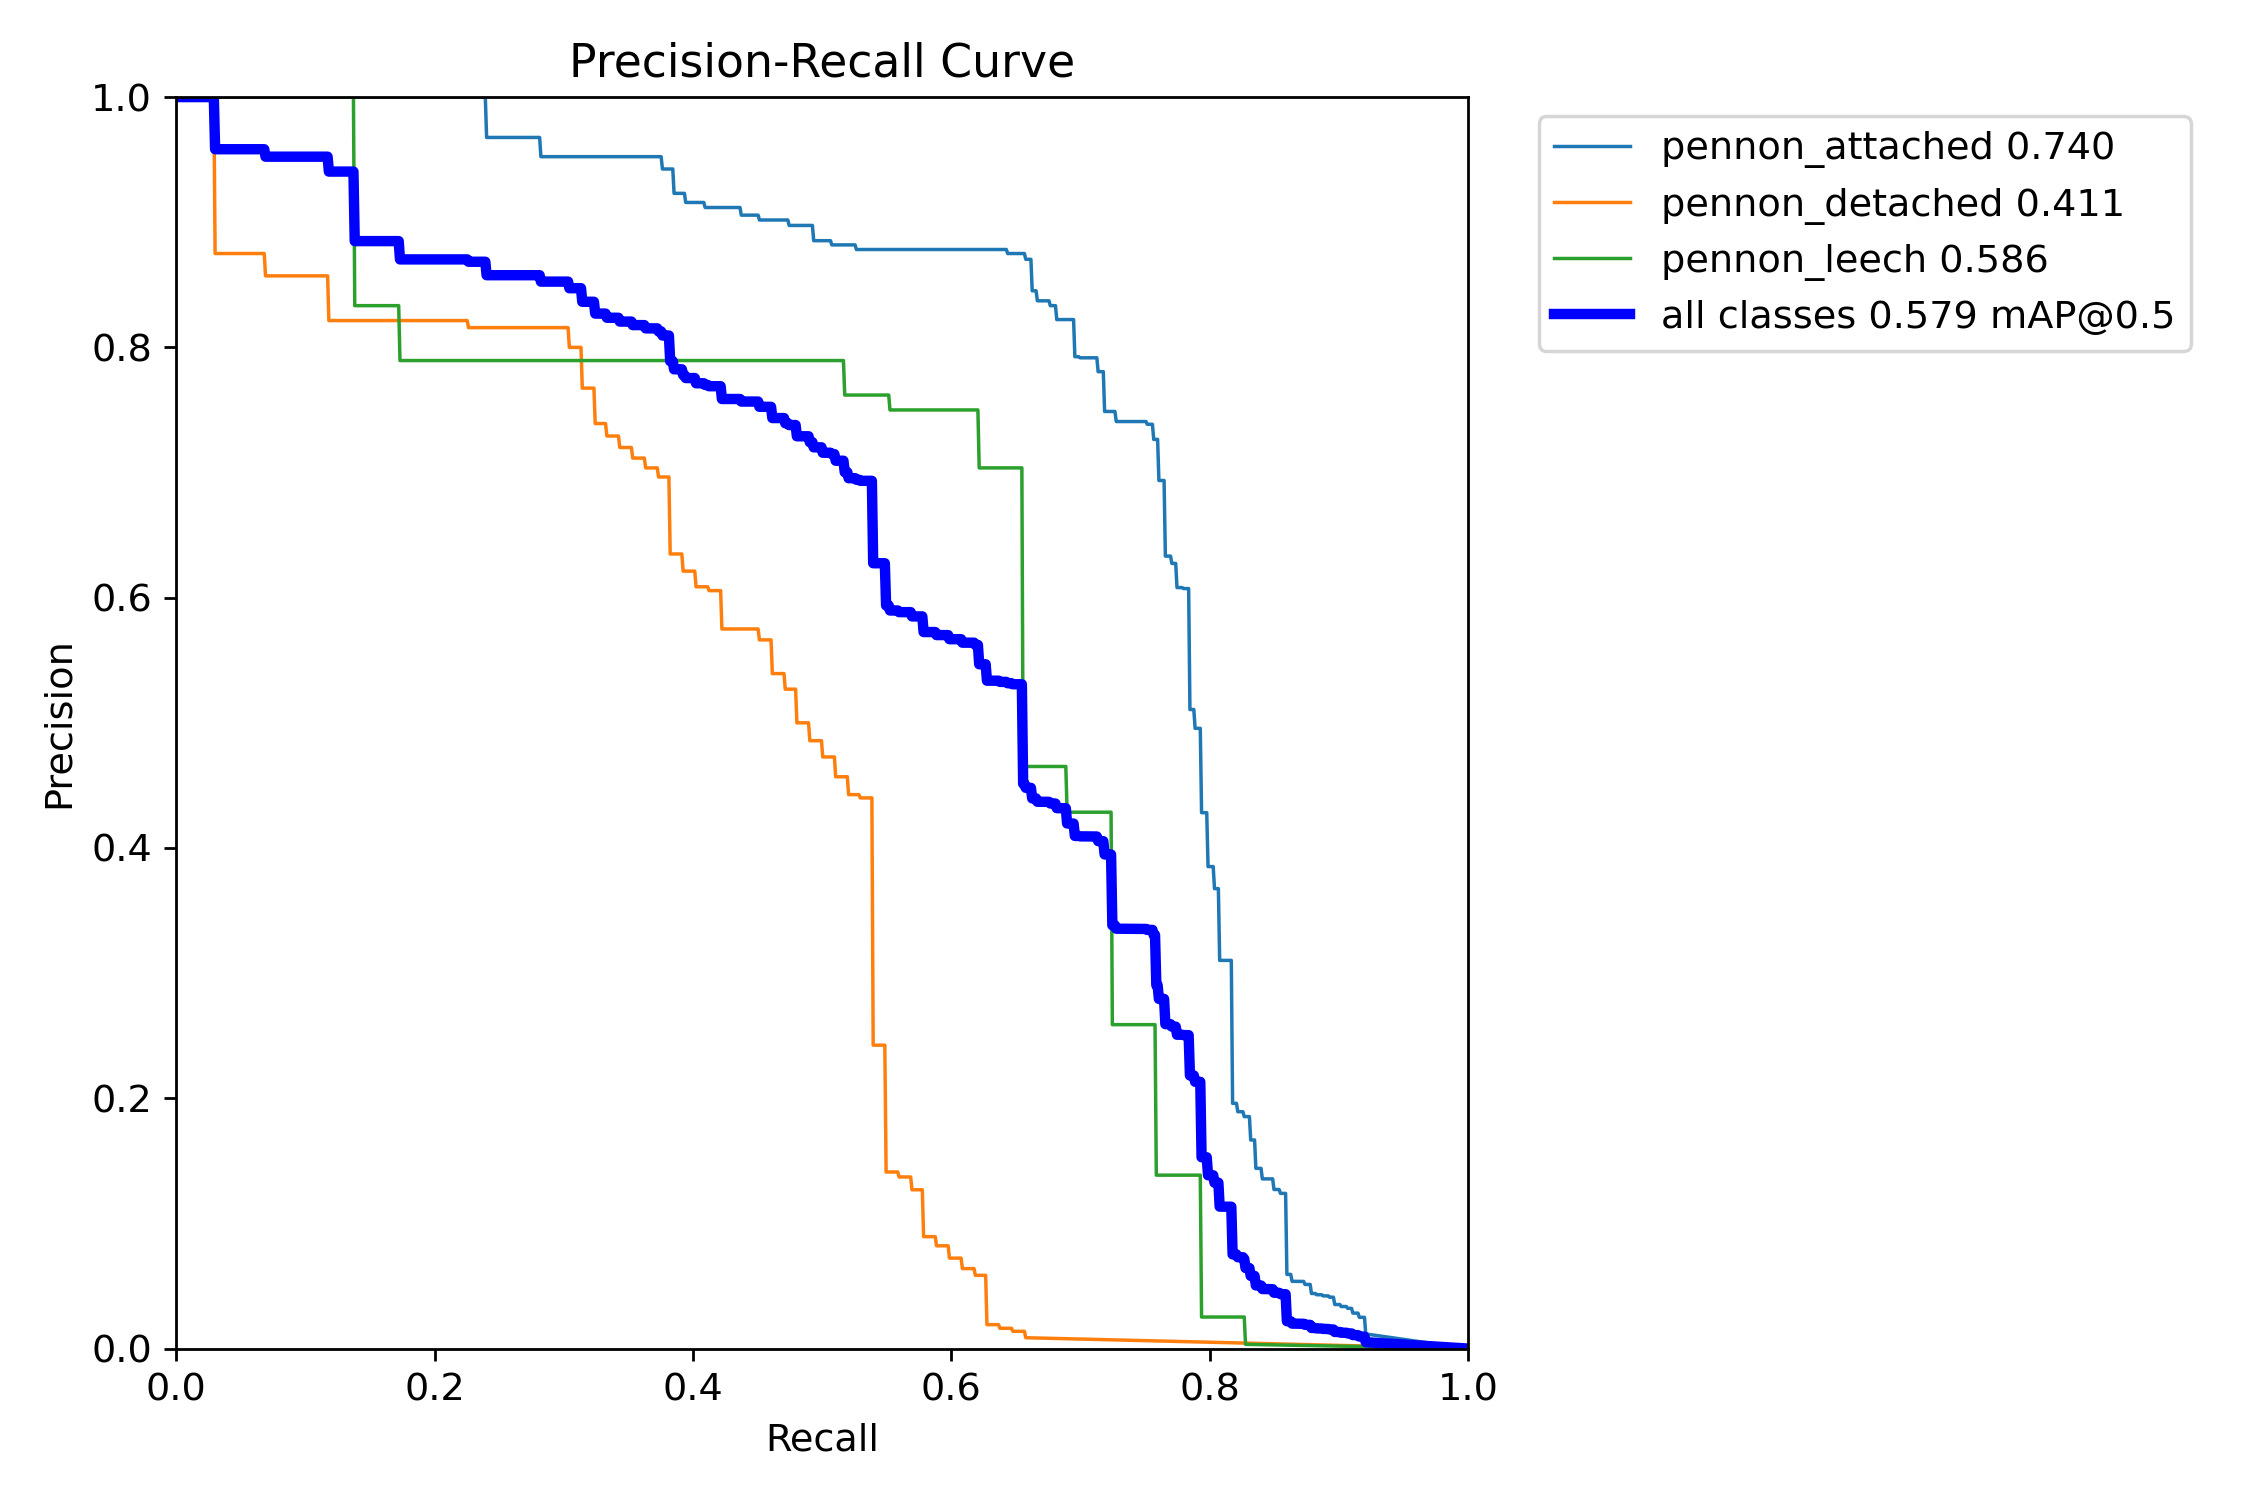 Precision-Recall Curve
1.0
0.8
0.6
0.4
0.2
0.0
Precision
0.0 0.2 0.4 0.6 0.8 1.0
Recall
pennon_attached 0.740
pennon_detached 0.411
pennon_leech 0.586
all classes 0.579 mAP@0.5